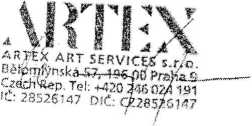 ARTEX
ARTEX ART SERVICES s.r.o.
Bělomlýnská 57, 196 00 Praha 9
Czech Rep. Tel: +420 246 024 191
IČ: 28526147 DIČ: CZ28526147